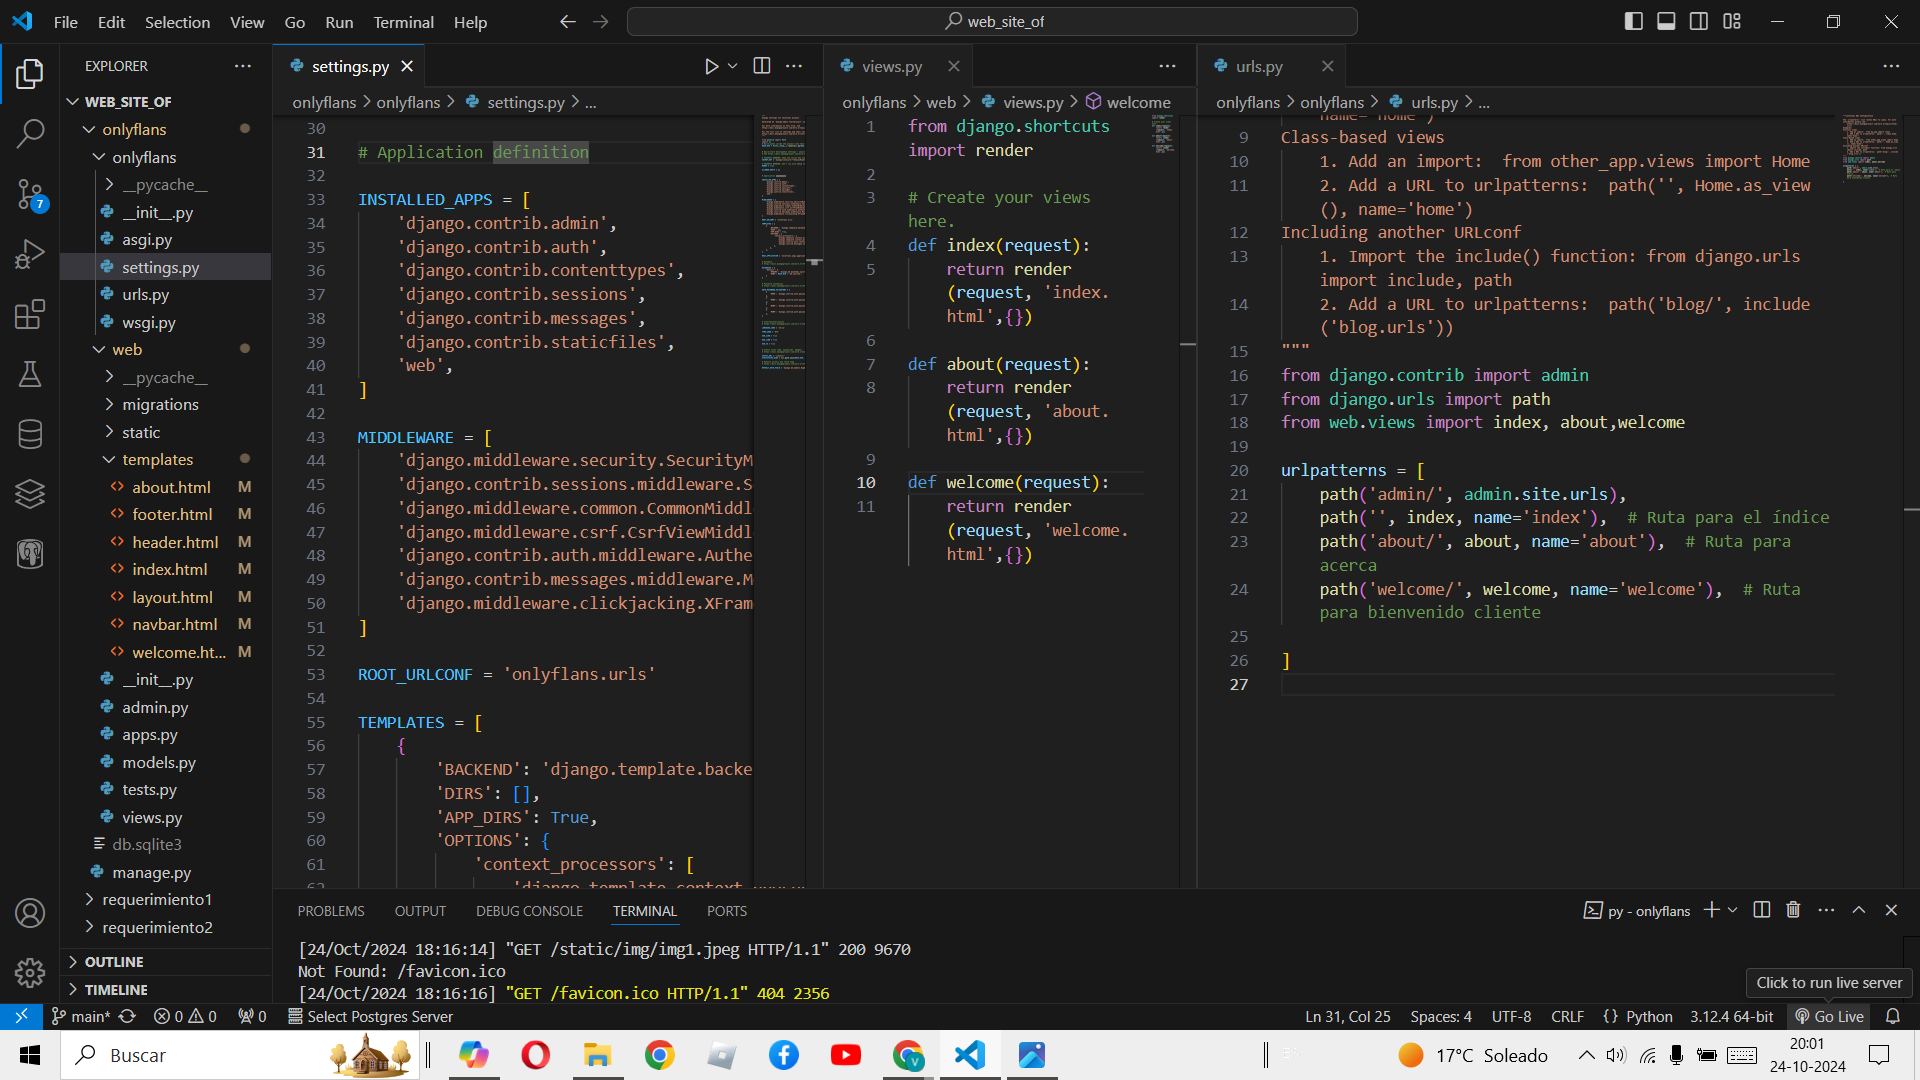 File Edit Selection View Go Run Terminal Help
web_site_of
EXPLORER
WEB_SITE_OF
onlyflans
onlyflans
__pycache__
__init__.py
asgi.py
settings.py
urls.py
wsgi.py
web
__pycache__
migrations
static
templates
about.html M
footer.html M
header.html M
index.html M
layout.html M
navbar.html M
welcome.ht... M
__init__.py
admin.py
apps.py
models.py
tests.py
views.py
db.sqlite3
manage.py
requerimiento1
requerimiento2
OUTLINE
TIMELINE
7
settings.py
onlyflans > onlyflans > settings.py > ...
30
31 # Application definition
32
33 INSTALLED_APPS = [
34 'django.contrib.admin',
35 'django.contrib.auth',
36 'django.contrib.contenttypes',
37 'django.contrib.sessions',
38 'django.contrib.messages',
39 'django.contrib.staticfiles',
40 'web',
41 ]
42
43 MIDDLEWARE = [
44 'django.middleware.security.SecurityM
45 'django.contrib.sessions.middleware.S
46 'django.middleware.common.CommonMiddl
47 'django.middleware.csrf.CsrfViewMiddl
48 'django.contrib.auth.middleware.Authe
49 'django.contrib.messages.middleware.M
50 'django.middleware.clickjacking.XFram
51 ]
52
53 ROOT_URLCONF = 'onlyflans.urls'
54
55 TEMPLATES = [
56 {
57 'BACKEND': 'django.template.backe
58 'DIRS': [],
59 'APP_DIRS': True,
60 'OPTIONS': {
61 'context_processors': [
62 'django.template.context
views.py
onlyflans > web > views.py > welcome
1 from django.shortcuts
import render
2
3 # Create your views
here.
4 def index(request):
5 return render
(request, 'index.
html',{})
6
7 def about(request):
8 return render
(request, 'about.
html',{})
9
10 def welcome(request):
11 return render
(request, 'welcome.
html',{})
urls.py
onlyflans > onlyflans > urls.py > ...
name='home')
9 Class-based views
10 1. Add an import:  from other_app.views import Home
11 2. Add a URL to urlpatterns:  path('', Home.as_view
(), name='home')
12 Including another URLconf
13 1. Import the include() function: from django.urls
import include, path
14 2. Add a URL to urlpatterns:  path('blog/', include
('blog.urls'))
15 """
16 from django.contrib import admin
17 from django.urls import path
18 from web.views import index, about,welcome
19
20 urlpatterns = [
21 path('admin/', admin.site.urls),
22 path('', index, name='index'),  # Ruta para el índice
23 path('about/', about, name='about'),  # Ruta para
acerca
24 path('welcome/', welcome, name='welcome'),  # Ruta
para bienvenido cliente
25
26 ]
27
PROBLEMS OUTPUT DEBUG CONSOLE TERMINAL PORTS
py - onlyflans
[24/Oct/2024 18:16:14] "GET /static/img/img1.jpeg HTTP/1.1" 200 9670
Not Found: /favicon.ico
[24/Oct/2024 18:16:16] "GET /favicon.ico HTTP/1.1" 404 2356
Click to run live server
main* 0 0 0 Select Postgres Server
Ln 31, Col 25 Spaces: 4 UTF-8 CRLF {} Python 3.12.4 64-bit Go Live
Buscar
17°C Soleado
20:01
24-10-2024